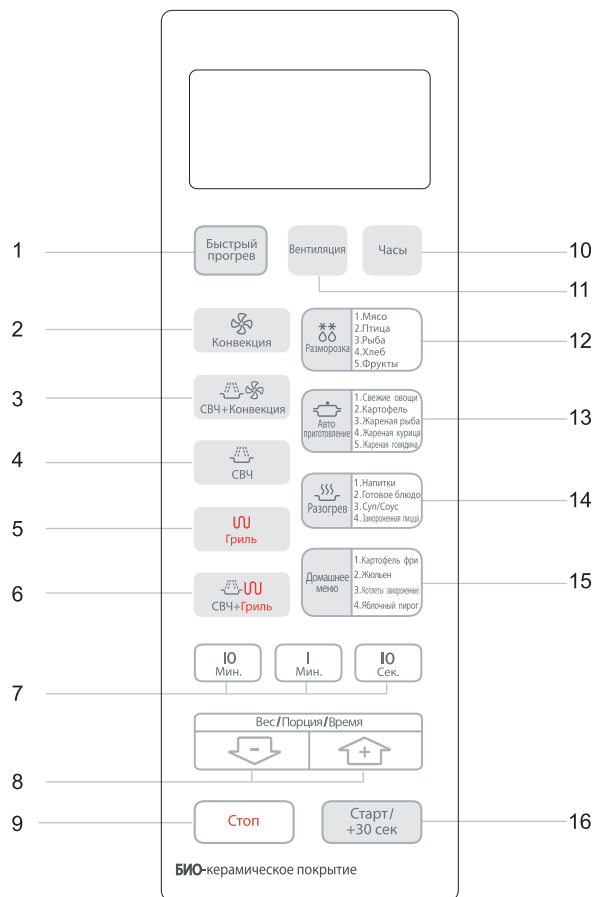 1
Быстрый
прогрев
Вентиляция
Часы
10
11
2
Конвекция
Разморозка
1.Мясо
2.Птица
3.Рыба
4.Хлеб
5.Фрукты
12
3
СВЧ+Конвекция
Авто
приготовление
1.Свежие овощи
2.Картофель
3.Жареная рыба
4.Жареная курица
5.Жареная говядина
13
4
СВЧ
Разогрев
1.Напитки
2.Готовое блюдо
3.Суп/Соус
4.Замороженная пицца
14
5
Гриль
6
СВЧ+Гриль
Домашнее
меню
1.Картофель фри
2.Жюльен
3.Котлеты замороженные
4.Яблочный пирог
15
7
10
Мин.
1
Мин.
10
Сек.
Вес/Порция/Время
8
- +
9
Стоп
Старт/
+30 сек
16
БИО-керамическое покрытие